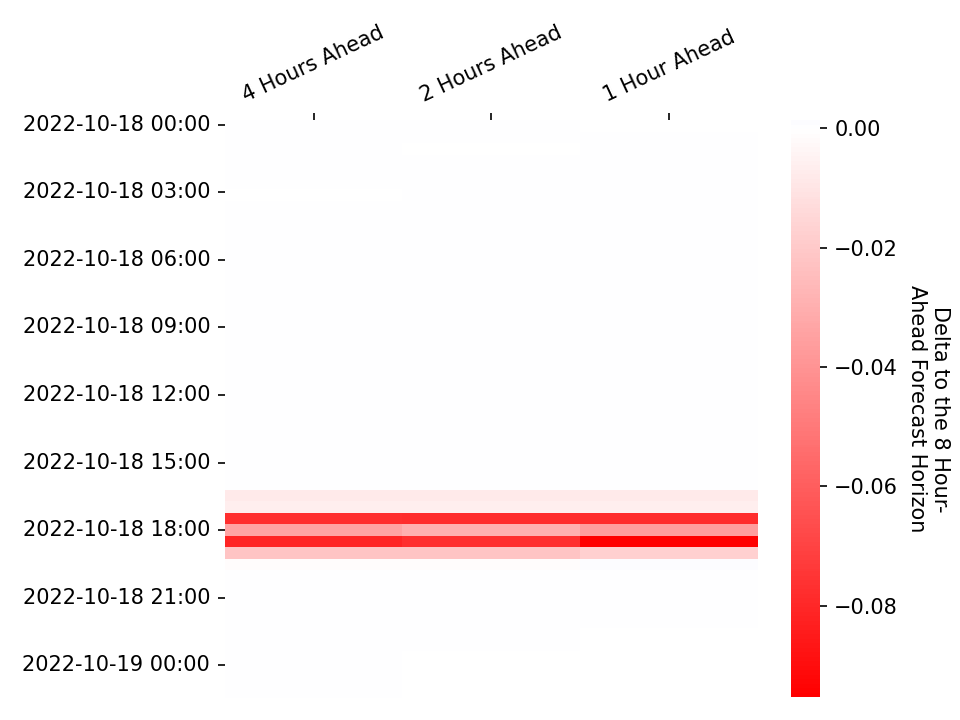 4 Hours Ahead
2 Hours Ahead
1 Hour Ahead
2022-10-18 00:00
2022-10-18 03:00
2022-10-18 06:00
2022-10-18 09:00
2022-10-18 12:00
2022-10-18 15:00
2022-10-18 18:00
2022-10-18 21:00
2022-10-19 00:00
0.00
−0.02
−0.04
−0.06
−0.08
Delta to the 8 Hour-
Ahead Forecast Horizon